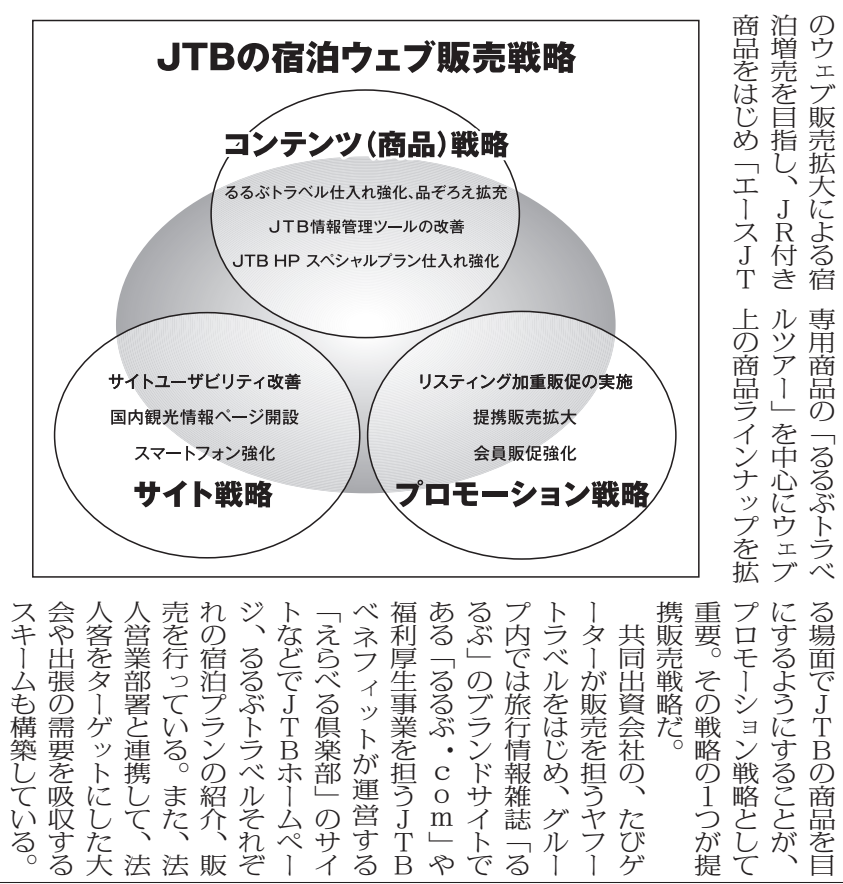 JTBの宿泊ウェブ販売戦略
コンテンツ（商品）戦略
るるぶトラベル仕入れ強化、品ぞろえ拡充
JTB情報管理ツールの改善
JTB HP スペシャルプラン仕入れ強化
サイトユーザビリティ改善
国内観光情報ページ開設
スマートフォン強化
サイト戦略
リスティング加重販促の実施
提携販売拡大
会員販促強化
プロモーション戦略
のウェブ販売拡大による宿
泊増売を目指し、JR付き
商品をはじめ「エースJT
専用商品の「るるぶトラベ
ルツアー」を中心にウェブ
上の商品ラインナップを拡
る場面でJTBの商品を目
にするようにすることが、
プロモーション戦略として
重要。その戦略の1つが提
携販売戦略だ。
共同出資会社の、たびゲ
ーターが販売を担うヤフー
トラベルをはじめ、グルー
プ内では旅行情報雑誌「る
るぶ」のブランドサイトで
ある「るるぶ・com」や
福利厚生事業を担うJTB
ベネフィットが運営する
「えらべる倶楽部」のサイ
トなどでJTBホームペー
ジ、るるぶトラベルそれぞ
れの宿泊プランの紹介、販
売を行っている。また、法
人営業部署と連携して、法
人客をターゲットにした大
会や出張の需要を吸収する
スキームも構築している。